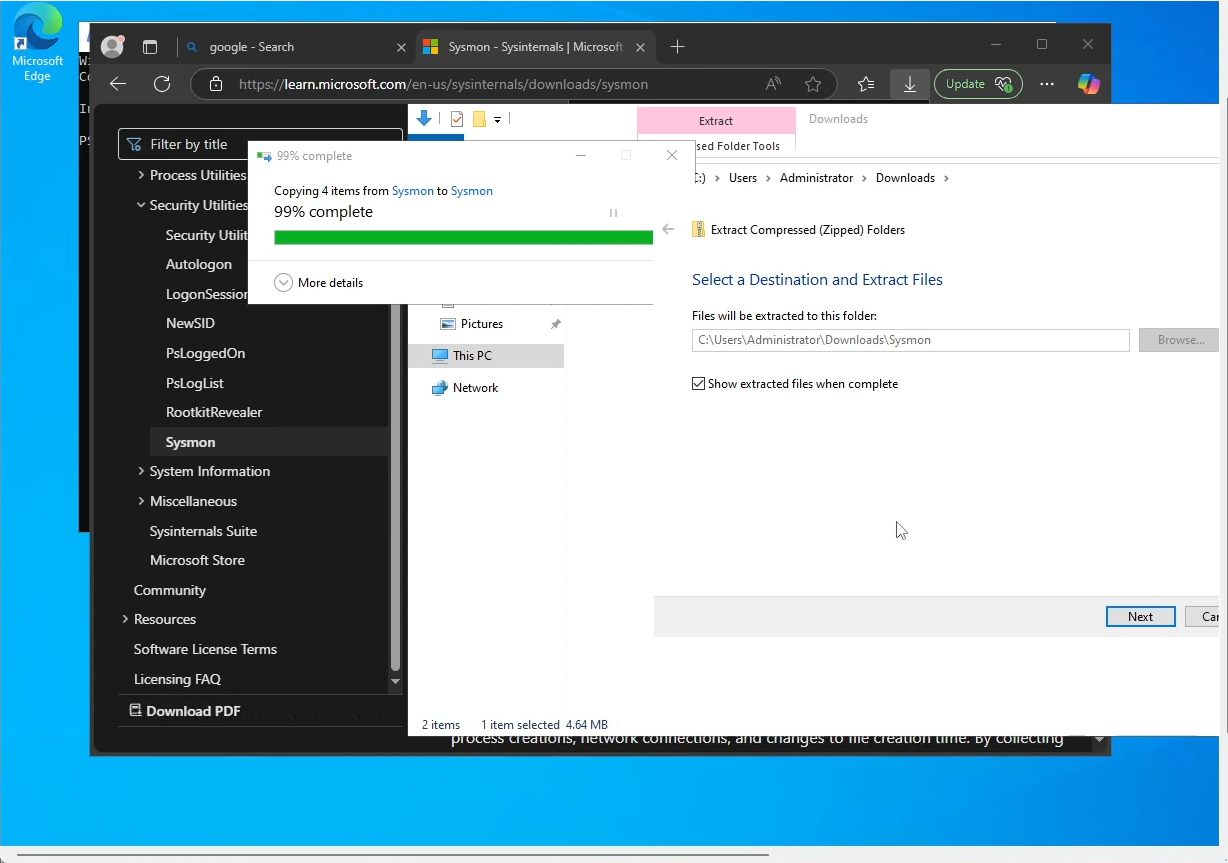 Microsoft
Edge
google - Search
Sysmon - Sysinternals | Microsoft
https://learn.microsoft.com/en-us/sysinternals/downloads/sysmon
Update
Filter by title
Process Utilities
Security Utilities
Security Utilit
Autologon
LogonSession
NewSID
PsLoggedOn
PsLogList
RootkitRevealer
Sysmon
System Information
Miscellaneous
Sysinternals Suite
Microsoft Store
Community
Resources
Software License Terms
Licensing FAQ
Download PDF
99% complete
Copying 4 items from Sysmon to Sysmon
99% complete
More details
Extract
Downloads
sed Folder Tools
C:) > Users > Administrator > Downloads >
Pictures
This PC
Network
Extract Compressed (Zipped) Folders
Select a Destination and Extract Files
Files will be extracted to this folder:
C:\Users\Administrator\Downloads\Sysmon
Browse...
Show extracted files when complete
Next
Can
2 items
1 item selected 4.64 MB
process creations, network connections, and changes to file creation time. By collecting